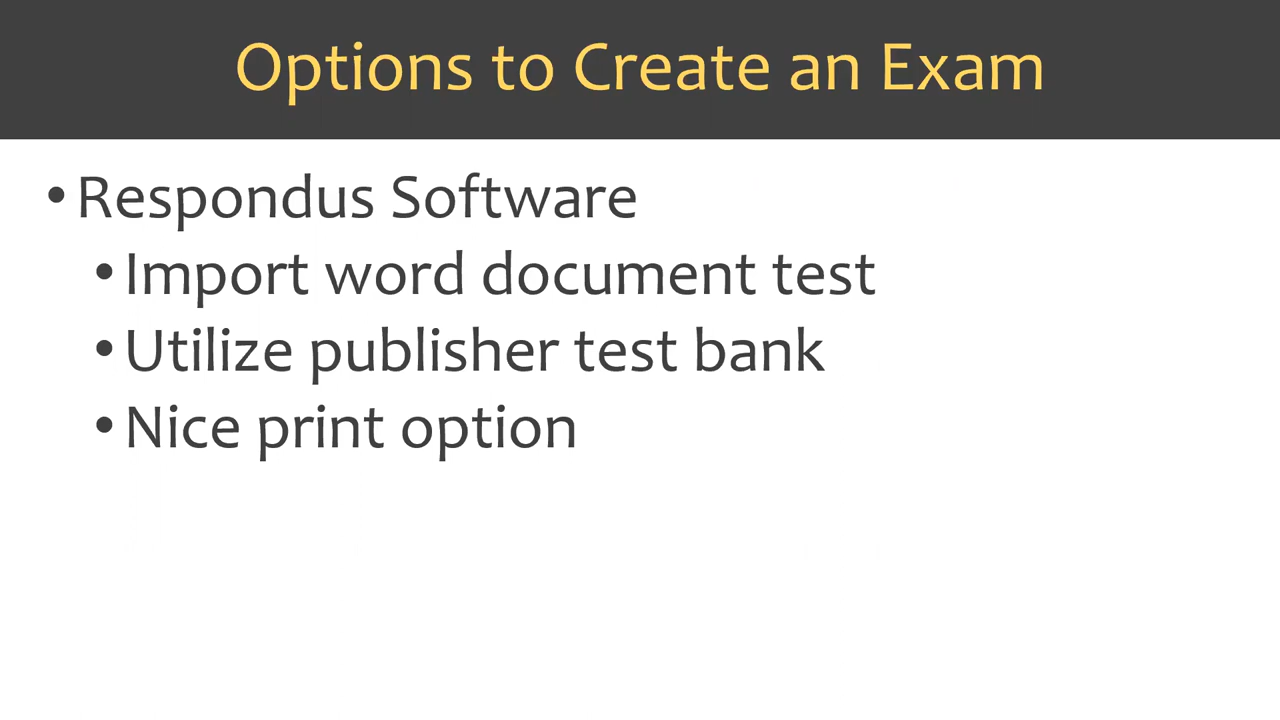 Options to Create an Exam
•Respondus Software
•Import word document test
•Utilize publisher test bank
•Nice print option